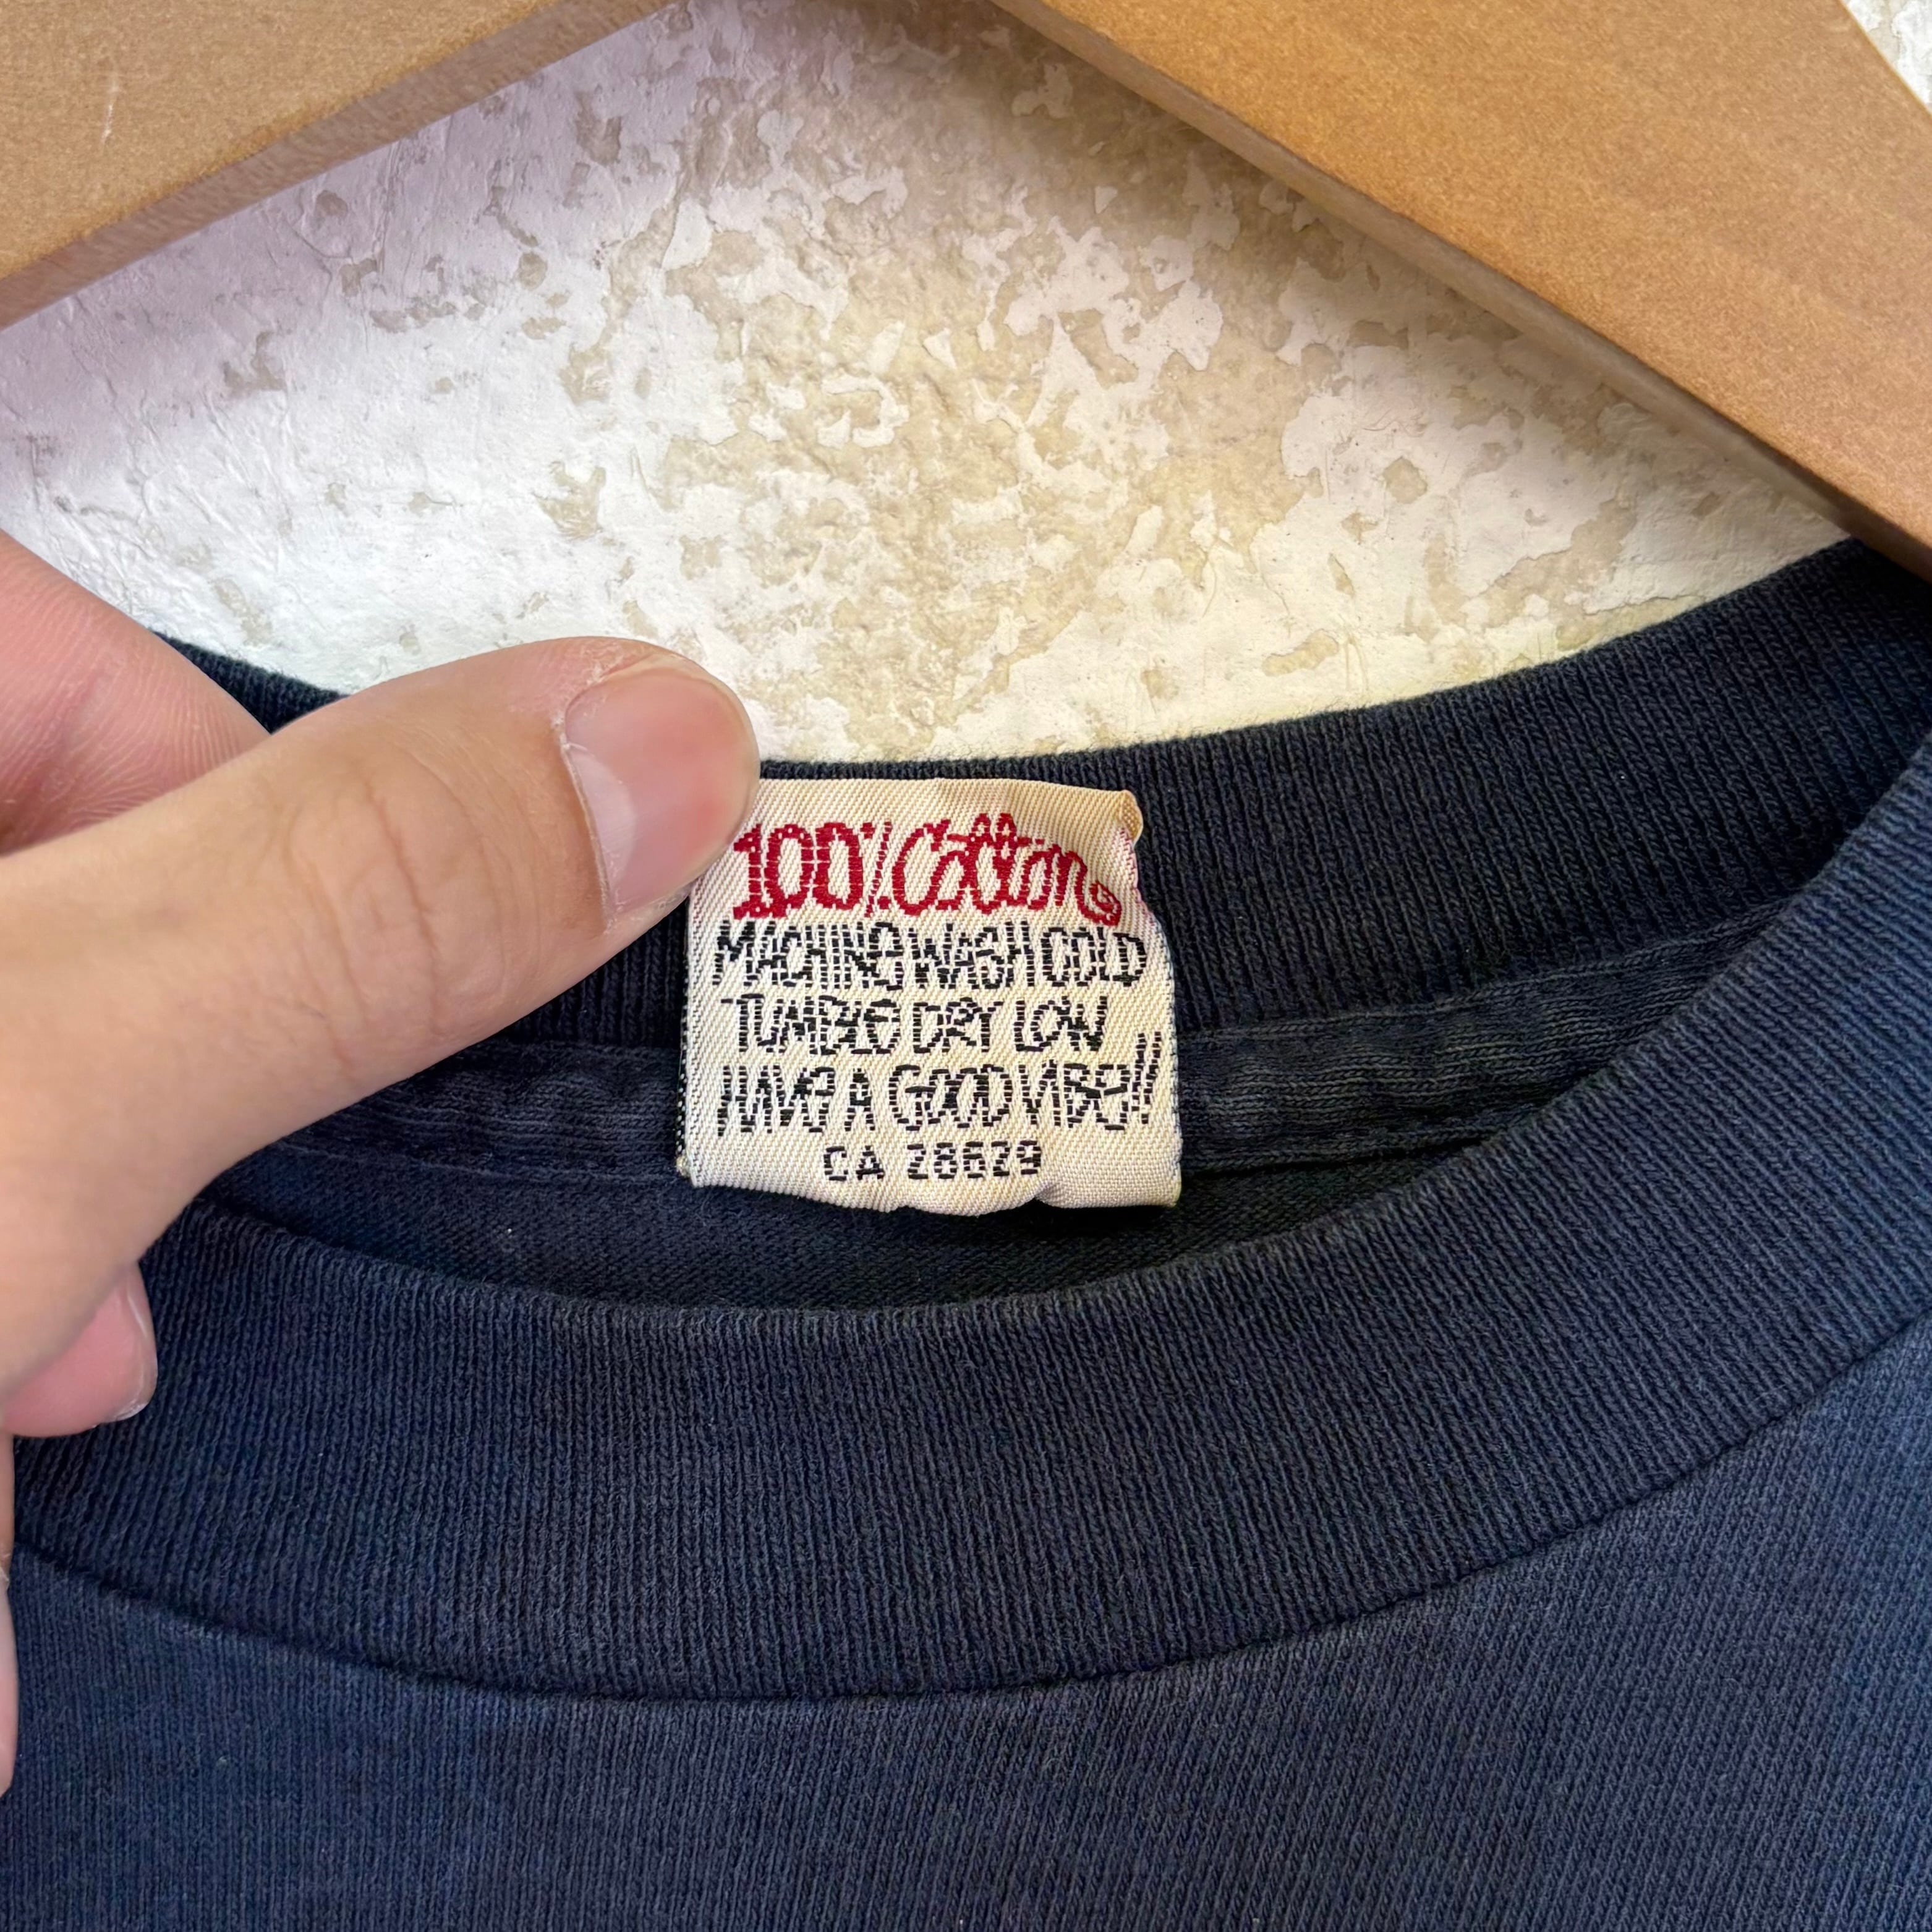 100% Cotton
MACHINE WASH COLD
TUMBLE DRY LOW
HAVE A GOOD VIBE!!
CA 28629